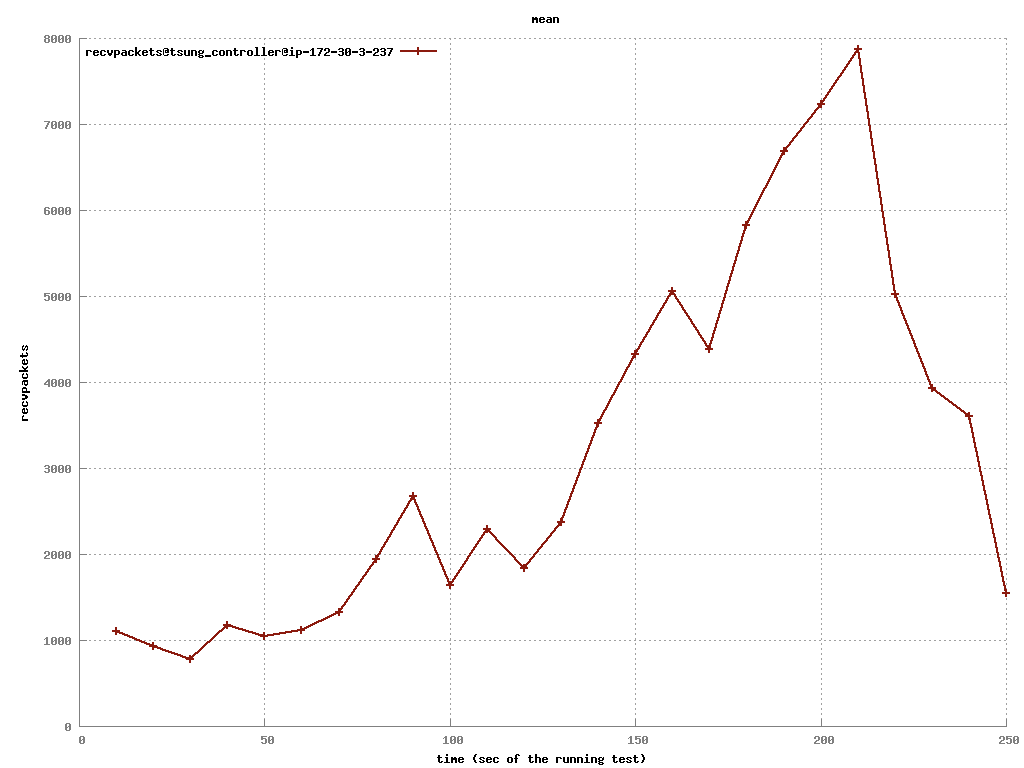 mean
recvpackets@tsung_controller@ip-172-30-3-237
8000
7000
6000
5000
4000
3000
2000
1000
0
recvpackets
0 50 100 150 200 250
time (sec of the running test)